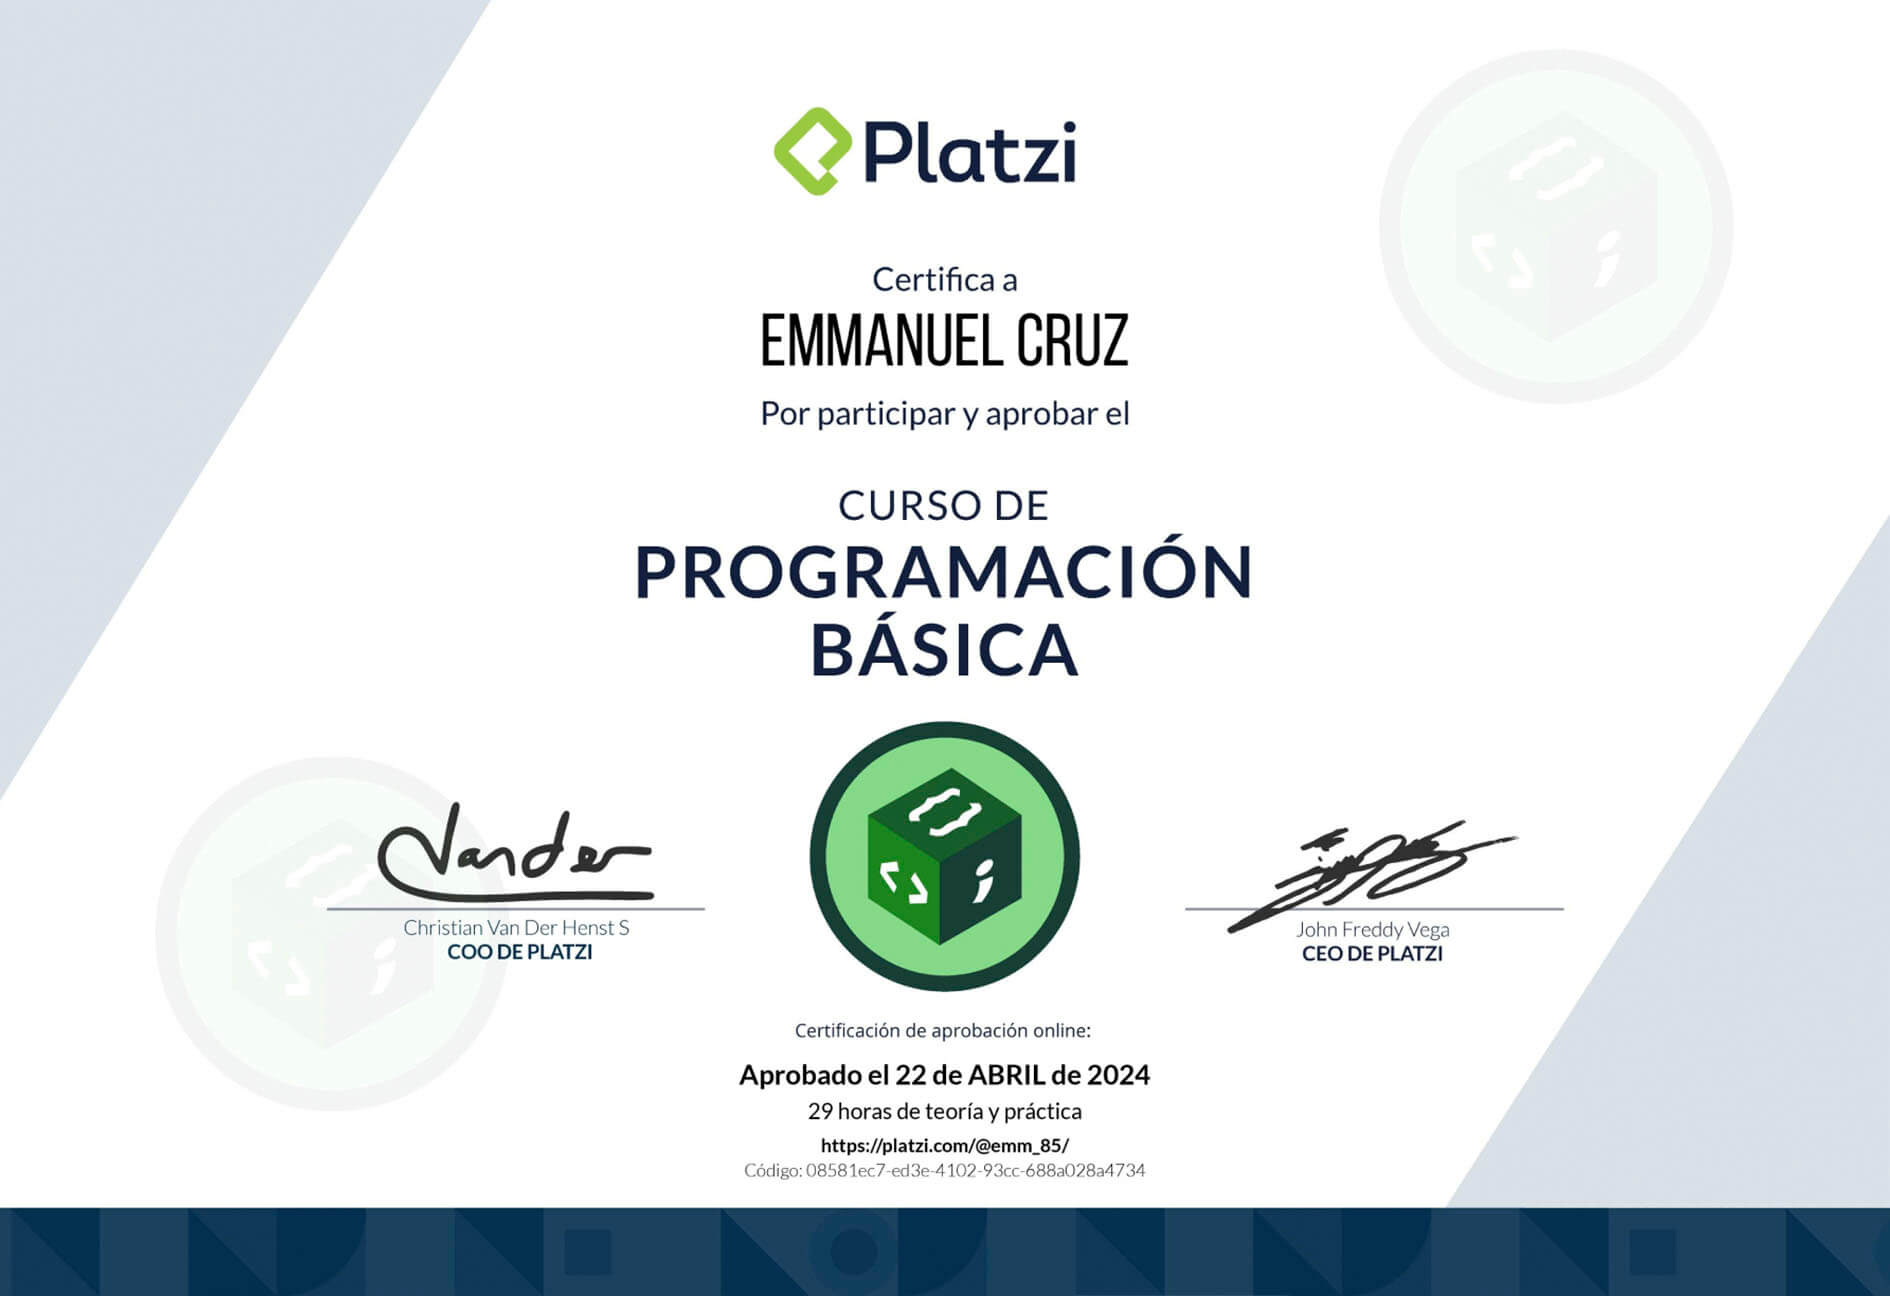 Platzi
Certifica a
EMMANUEL CRUZ
Por participar y aprobar el
CURSO DE
PROGRAMACIÓN
BÁSICA
Vander
Christian Van Der Henst S
COO DE PLATZI
John Freddy Vega
CEO DE PLATZI
Certificación de aprobación online:
Aprobado el 22 de ABRIL de 2024
29 horas de teoría y práctica
https://platzi.com/@emm_85/
Código: 08581ec7-ed3e-4102-93cc-688a028a4734